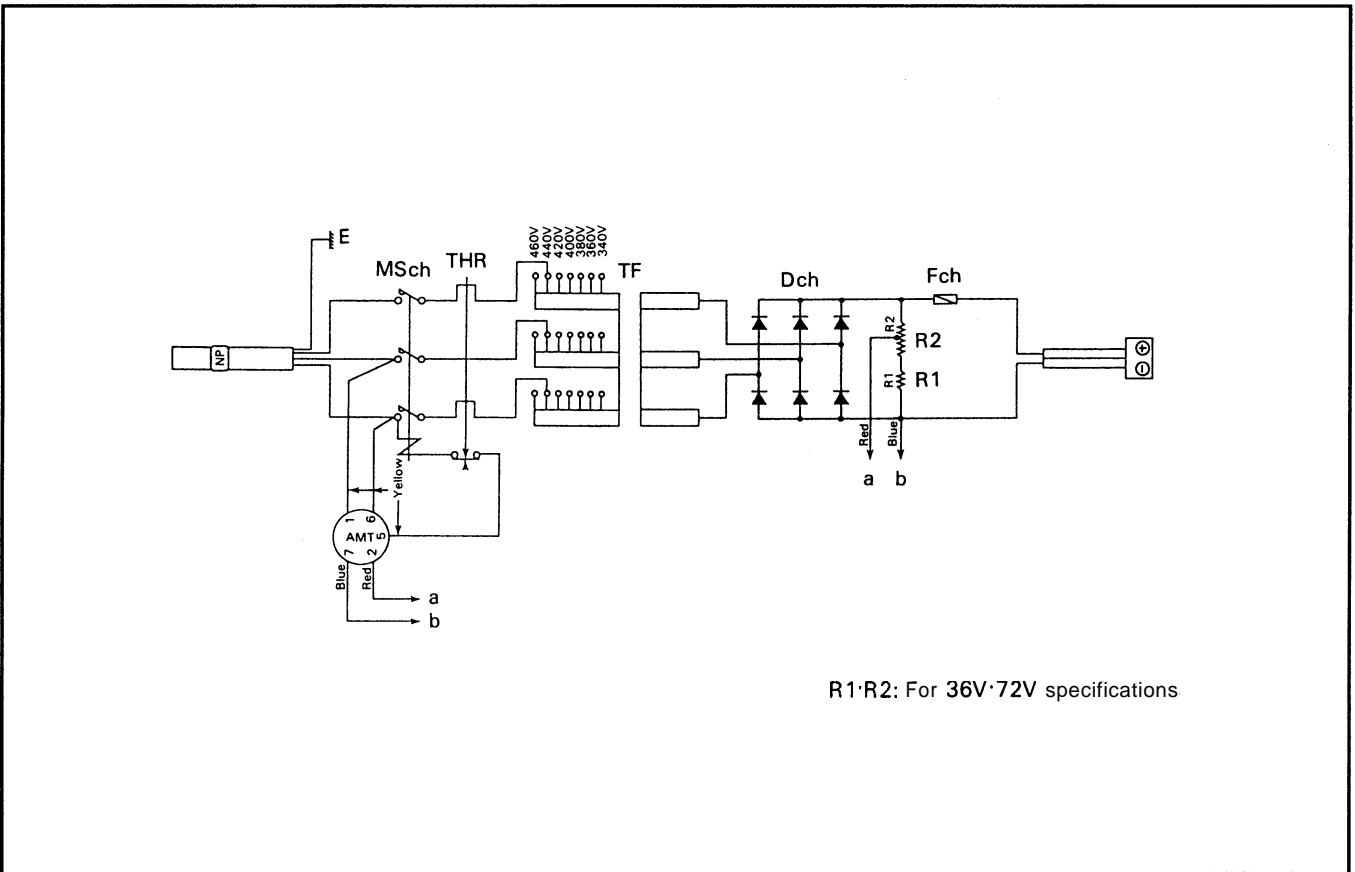 E
MSch
THR
460V
440V
420V
400V
380V
360V
340V
TF
Dch
Fch
NP
R2
R2
R1
R1
⊕
⊖
Red
Blue
a b
Yellow
1 6
AMT 5
7 2
Blue
Red
a
b
R1·R2: For 36V·72V specifications